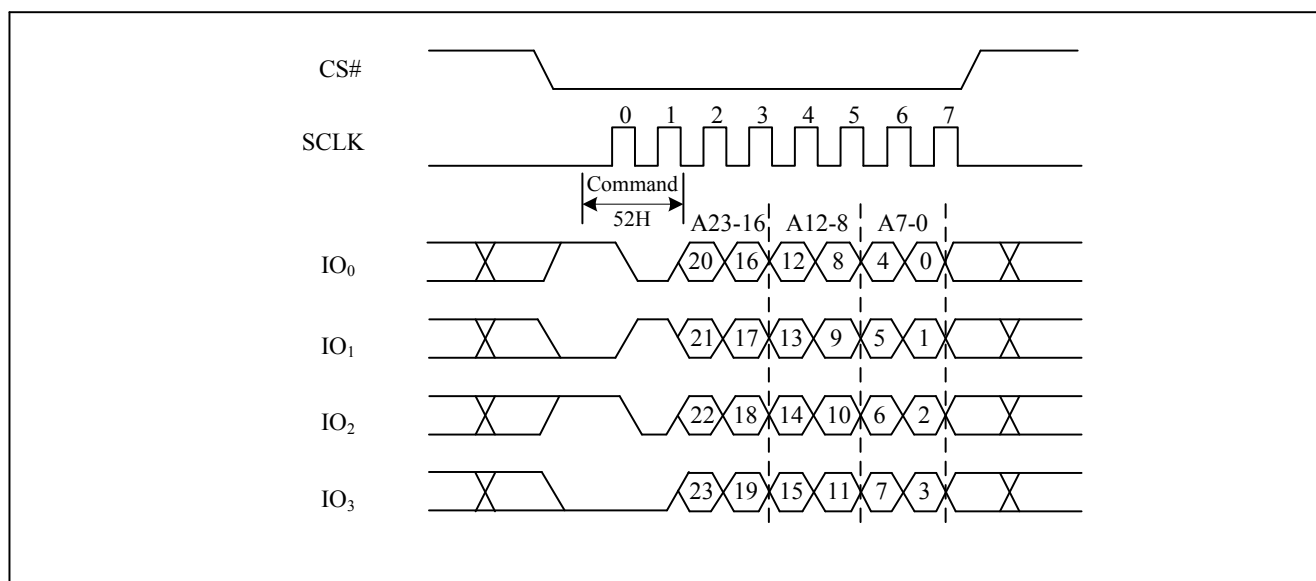 CS#
0 1 2 3 4 5 6 7
SCLK
Command
52H
A23-16 A12-8 A7-0
IO0 20 16 12 8 4 0
IO1 21 17 13 9 5 1
IO2 22 18 14 10 6 2
IO3 23 19 15 11 7 3